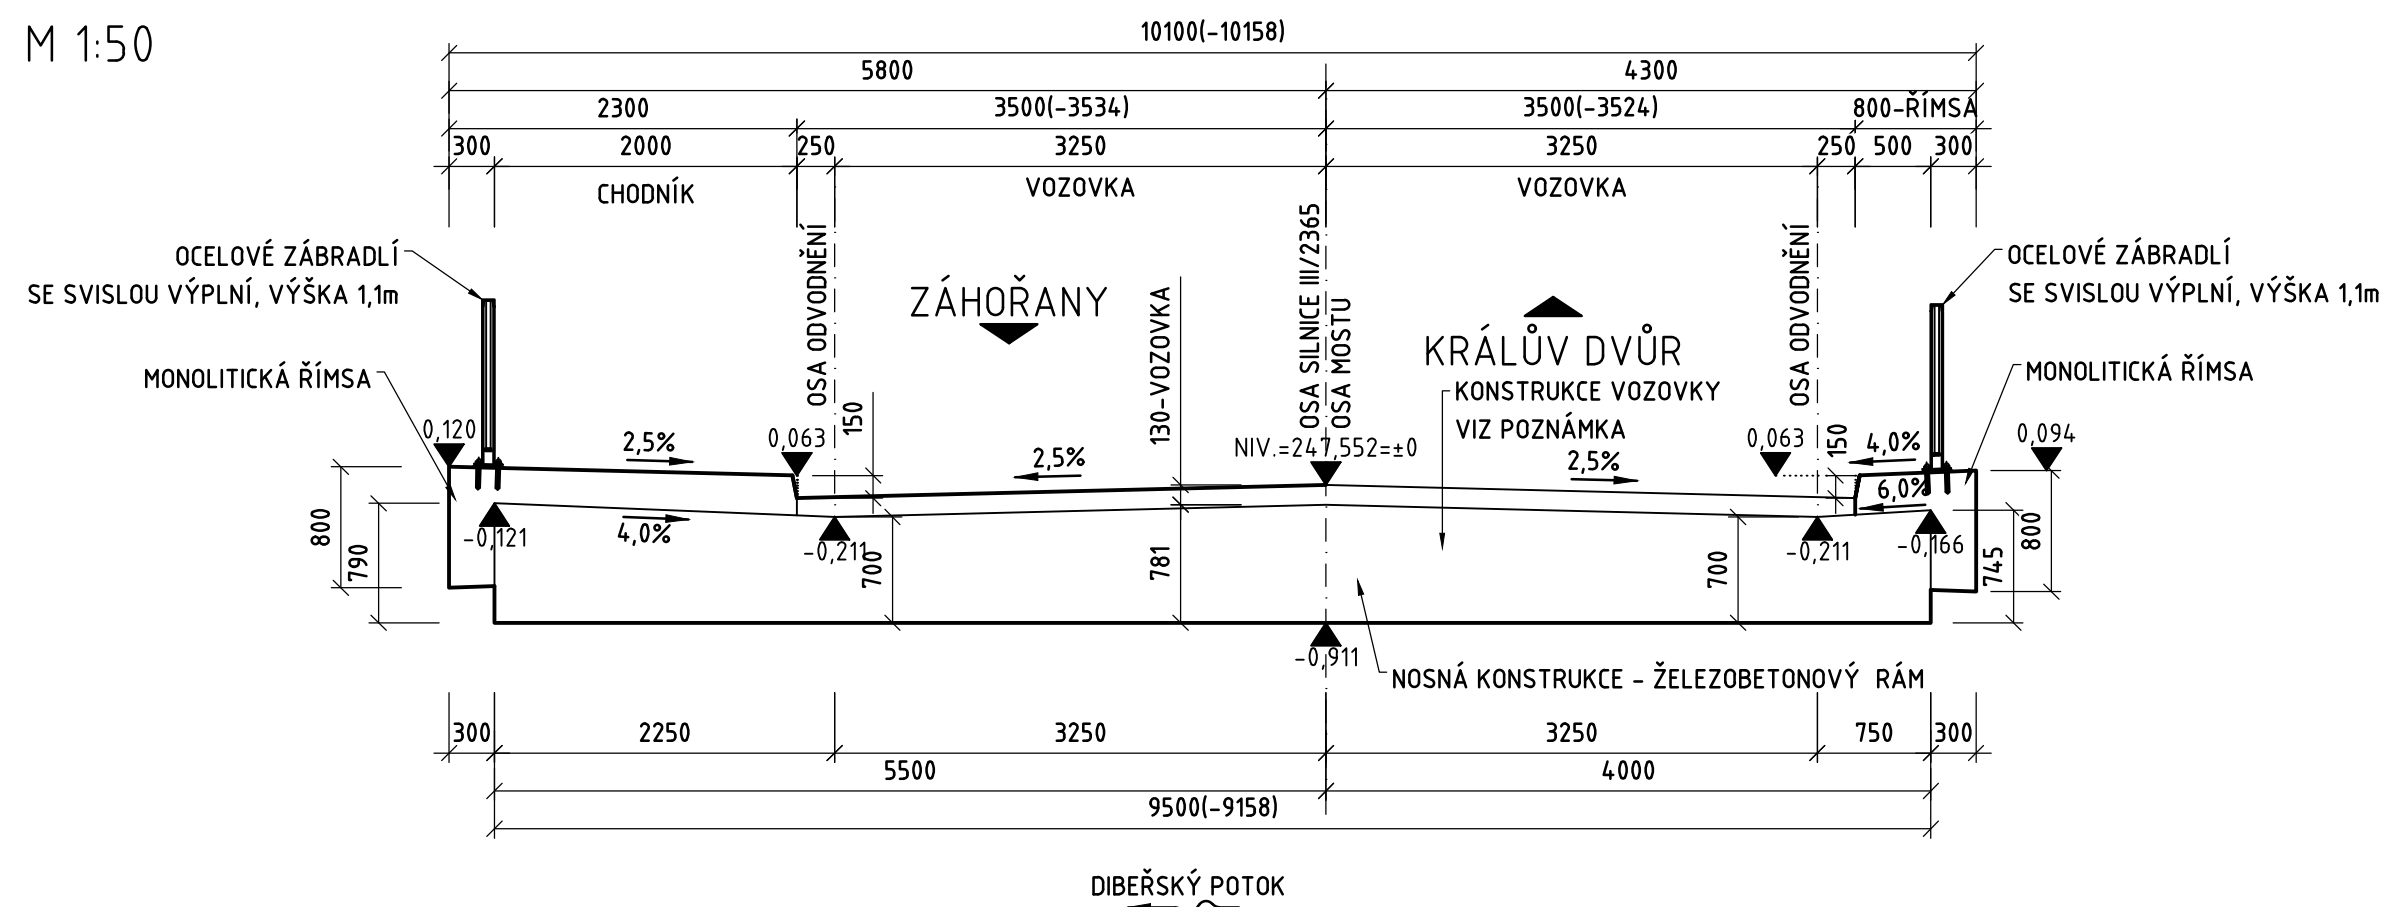 M 1:50
10100(-10158)
5800
4300
2300
3500(-3534)
3500(-3524)
800-ŘÍMSA
300
2000
250
3250
3250
250
500
300
CHODNÍK
VOZOVKA
VOZOVKA
OSA ODVODNĚNÍ
OSA SILNICE III/2365
OSA MOSTU
OSA ODVODNĚNÍ
OCELOVÉ ZÁBRADLÍ
SE SVISLOU VÝPLNÍ, VÝŠKA 1,1m
OCELOVÉ ZÁBRADLÍ
SE SVISLOU VÝPLNÍ, VÝŠKA 1,1m
ZÁHOŘANY
130-VOZOVKA
KRÁLŮV DVŮR
MONOLITICKÁ ŘÍMSA
MONOLITICKÁ ŘÍMSA
KONSTRUKCE VOZOVKY
VIZ POZNÁMKA
0,120
2,5%
0,063
150
2,5%
NIV.=247,552=±0
2,5%
0,063
150
4,0%
0,094
6,0%
800
790
-0,121
4,0%
-0,211
700
781
700
-0,211
-0,166
745
800
-0,911
NOSNÁ KONSTRUKCE - ŽELEZOBETONOVÝ RÁM
300
2250
3250
3250
750
300
5500
4000
9500(-9158)
DIBEŘSKÝ POTOK